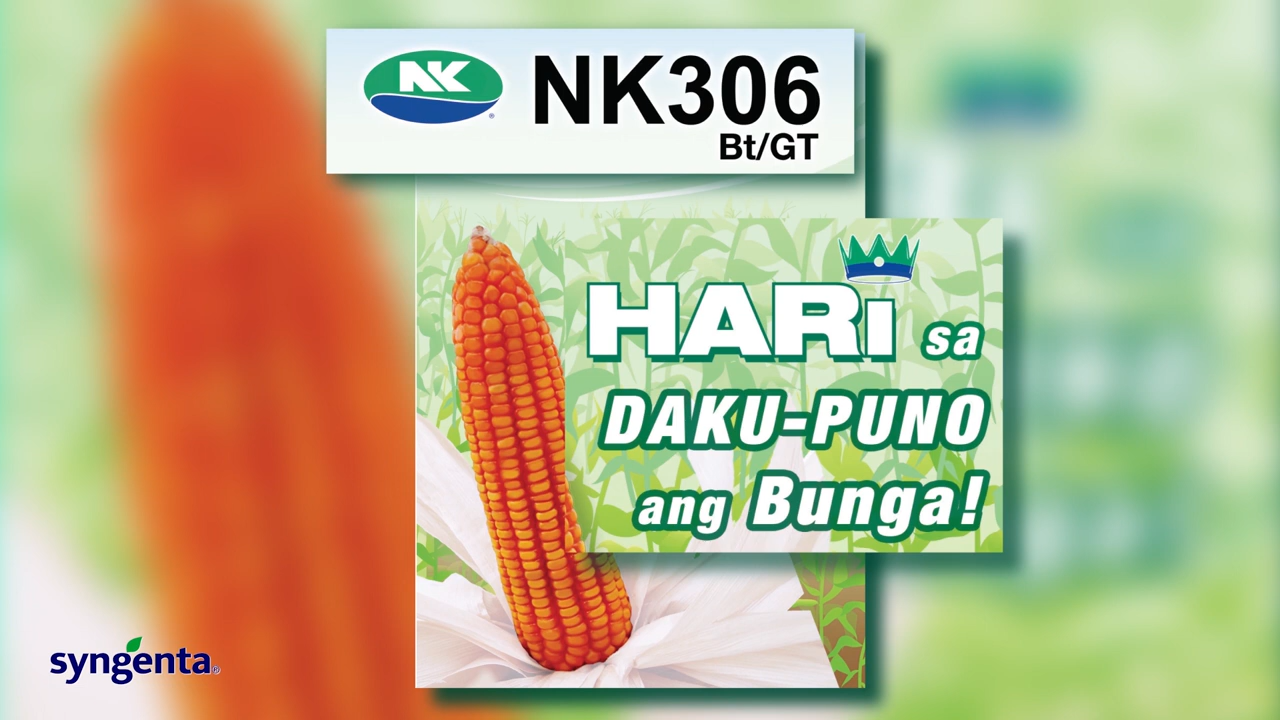 NK
NK306
Bt/GT
HARi sa
DAKU-PUNO
ang Bunga!
syngenta